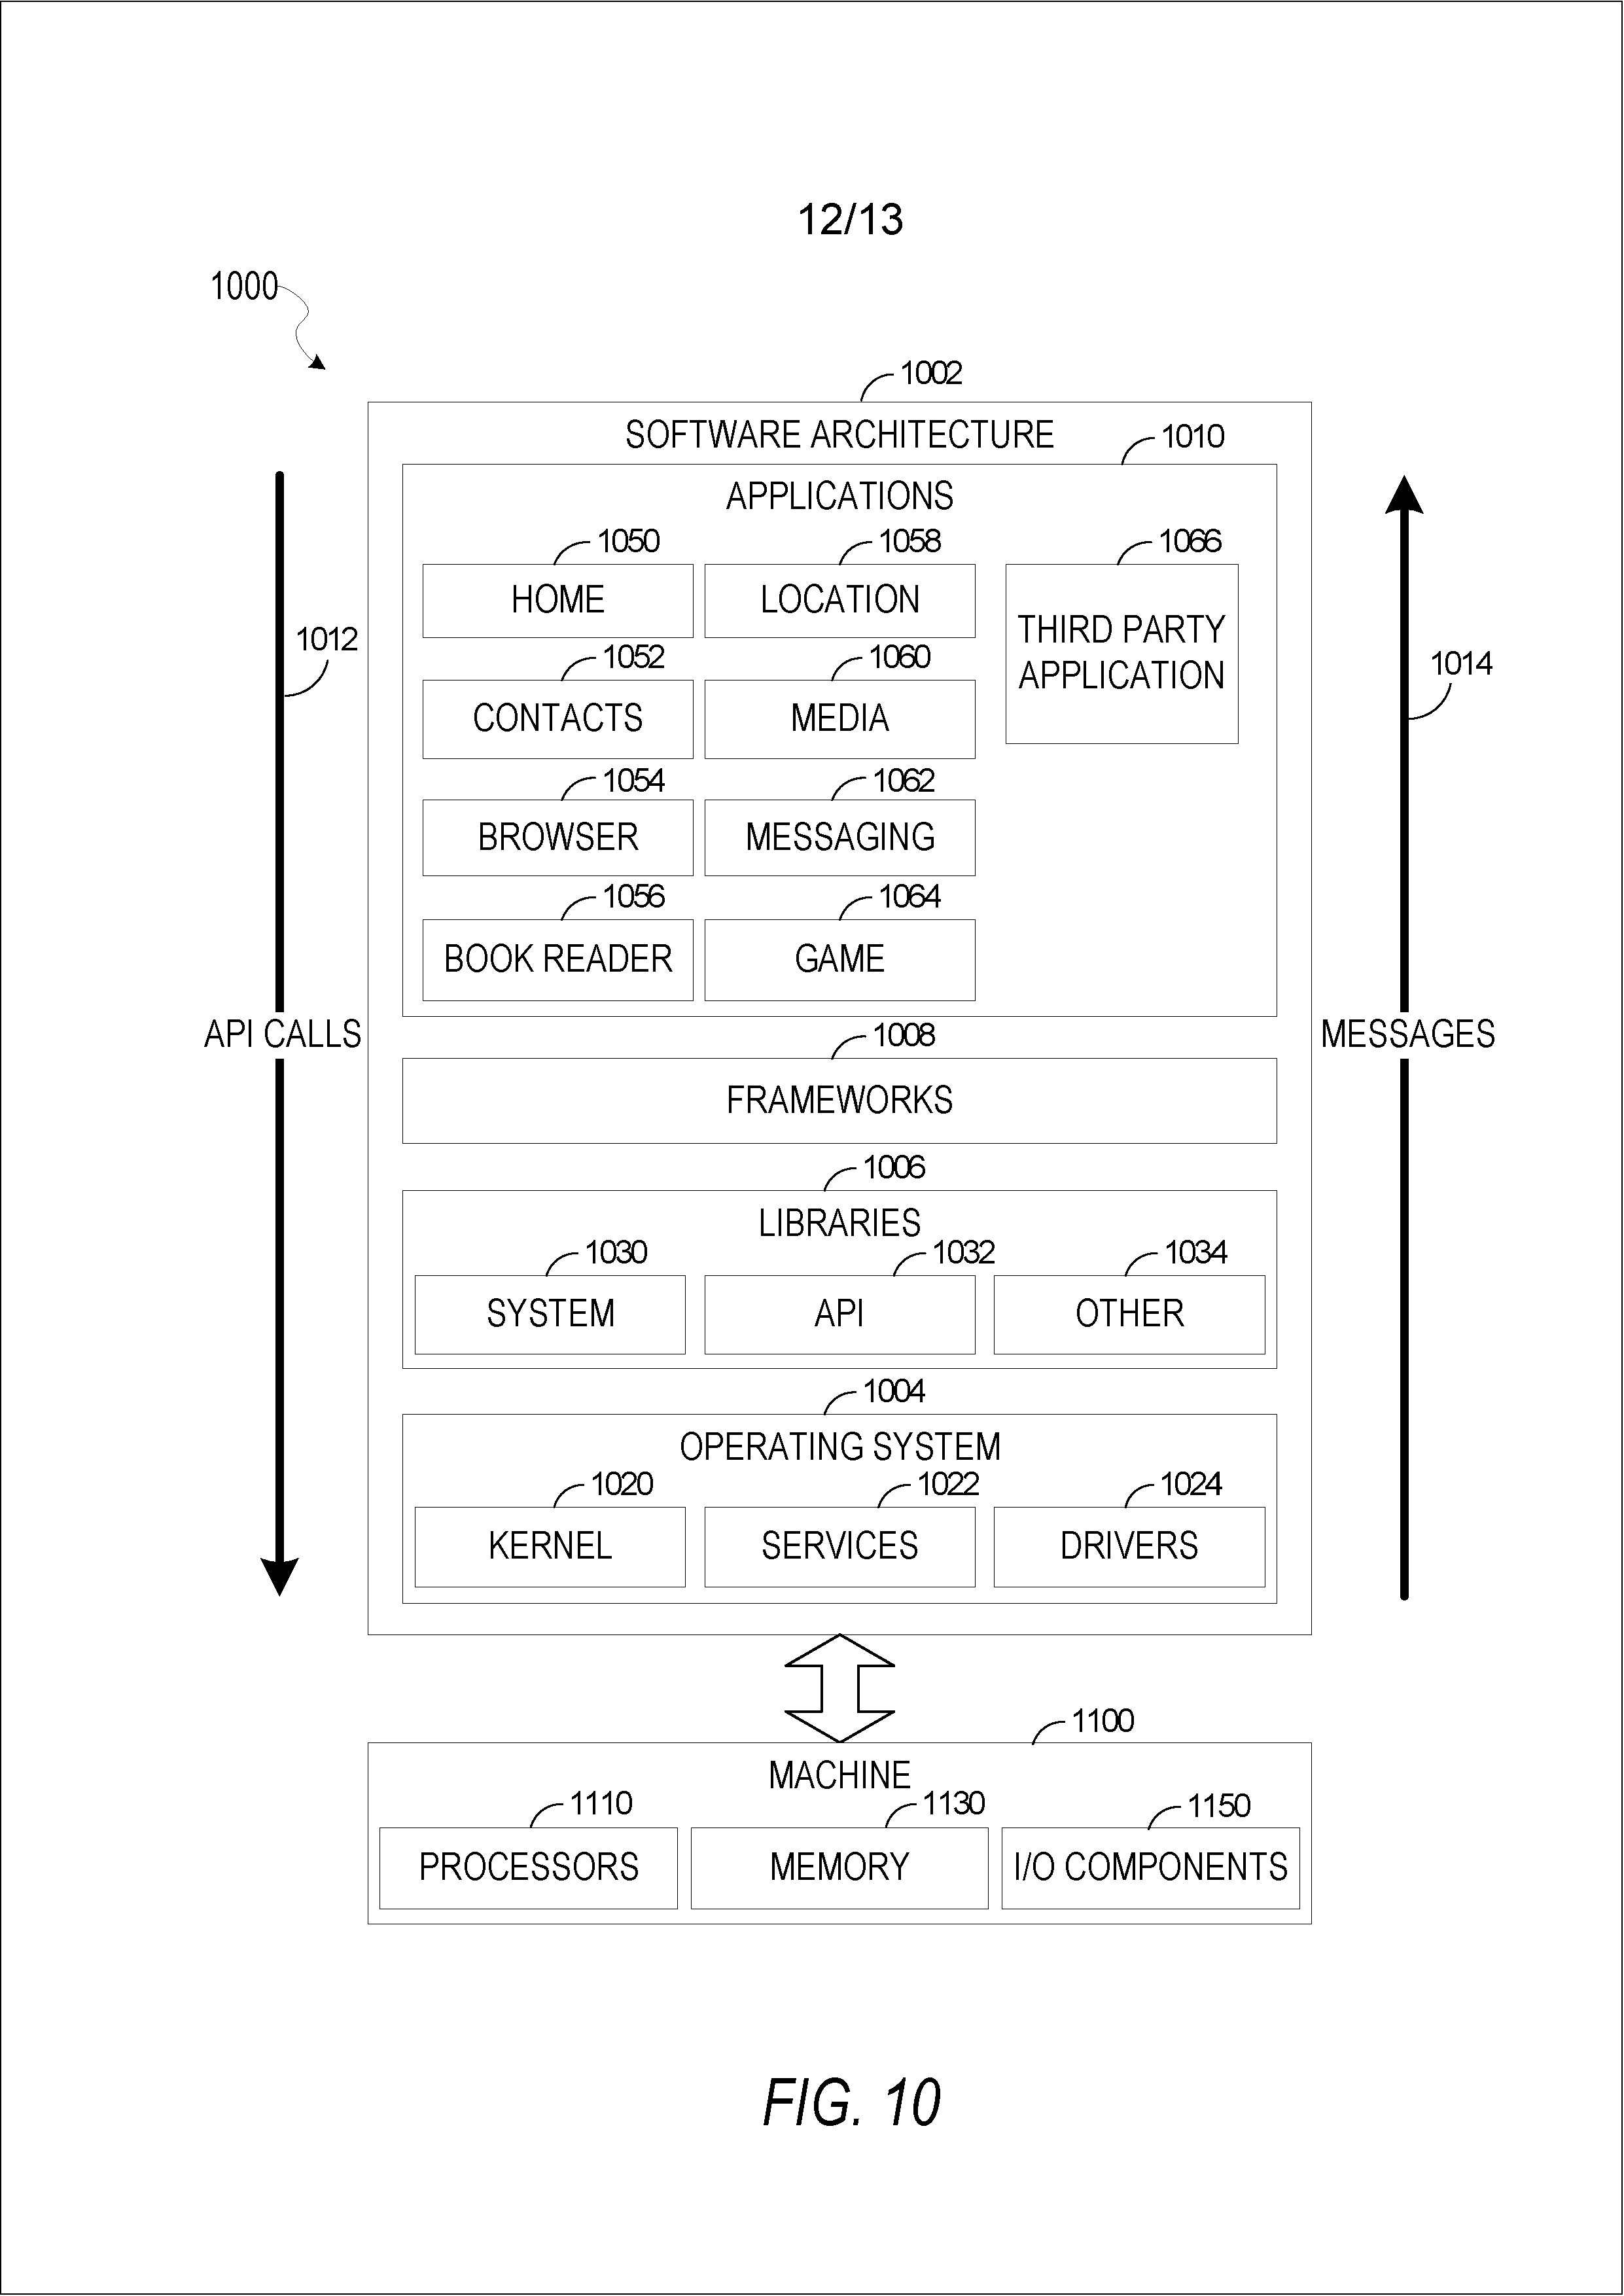 12/13
1000
1002
SOFTWARE ARCHITECTURE
1010
APPLICATIONS
1050
1058
1066
HOME
LOCATION
THIRD PARTY
APPLICATION
1012
1052
1060
1014
CONTACTS
MEDIA
1054
1062
BROWSER
MESSAGING
1056
1064
BOOK READER
GAME
API CALLS
MESSAGES
1008
FRAMEWORKS
1006
LIBRARIES
1030
1032
1034
SYSTEM
API
OTHER
1004
OPERATING SYSTEM
1020
1022
1024
KERNEL
SERVICES
DRIVERS
1100
MACHINE
1110
1130
1150
PROCESSORS
MEMORY
I/O COMPONENTS
FIG. 10